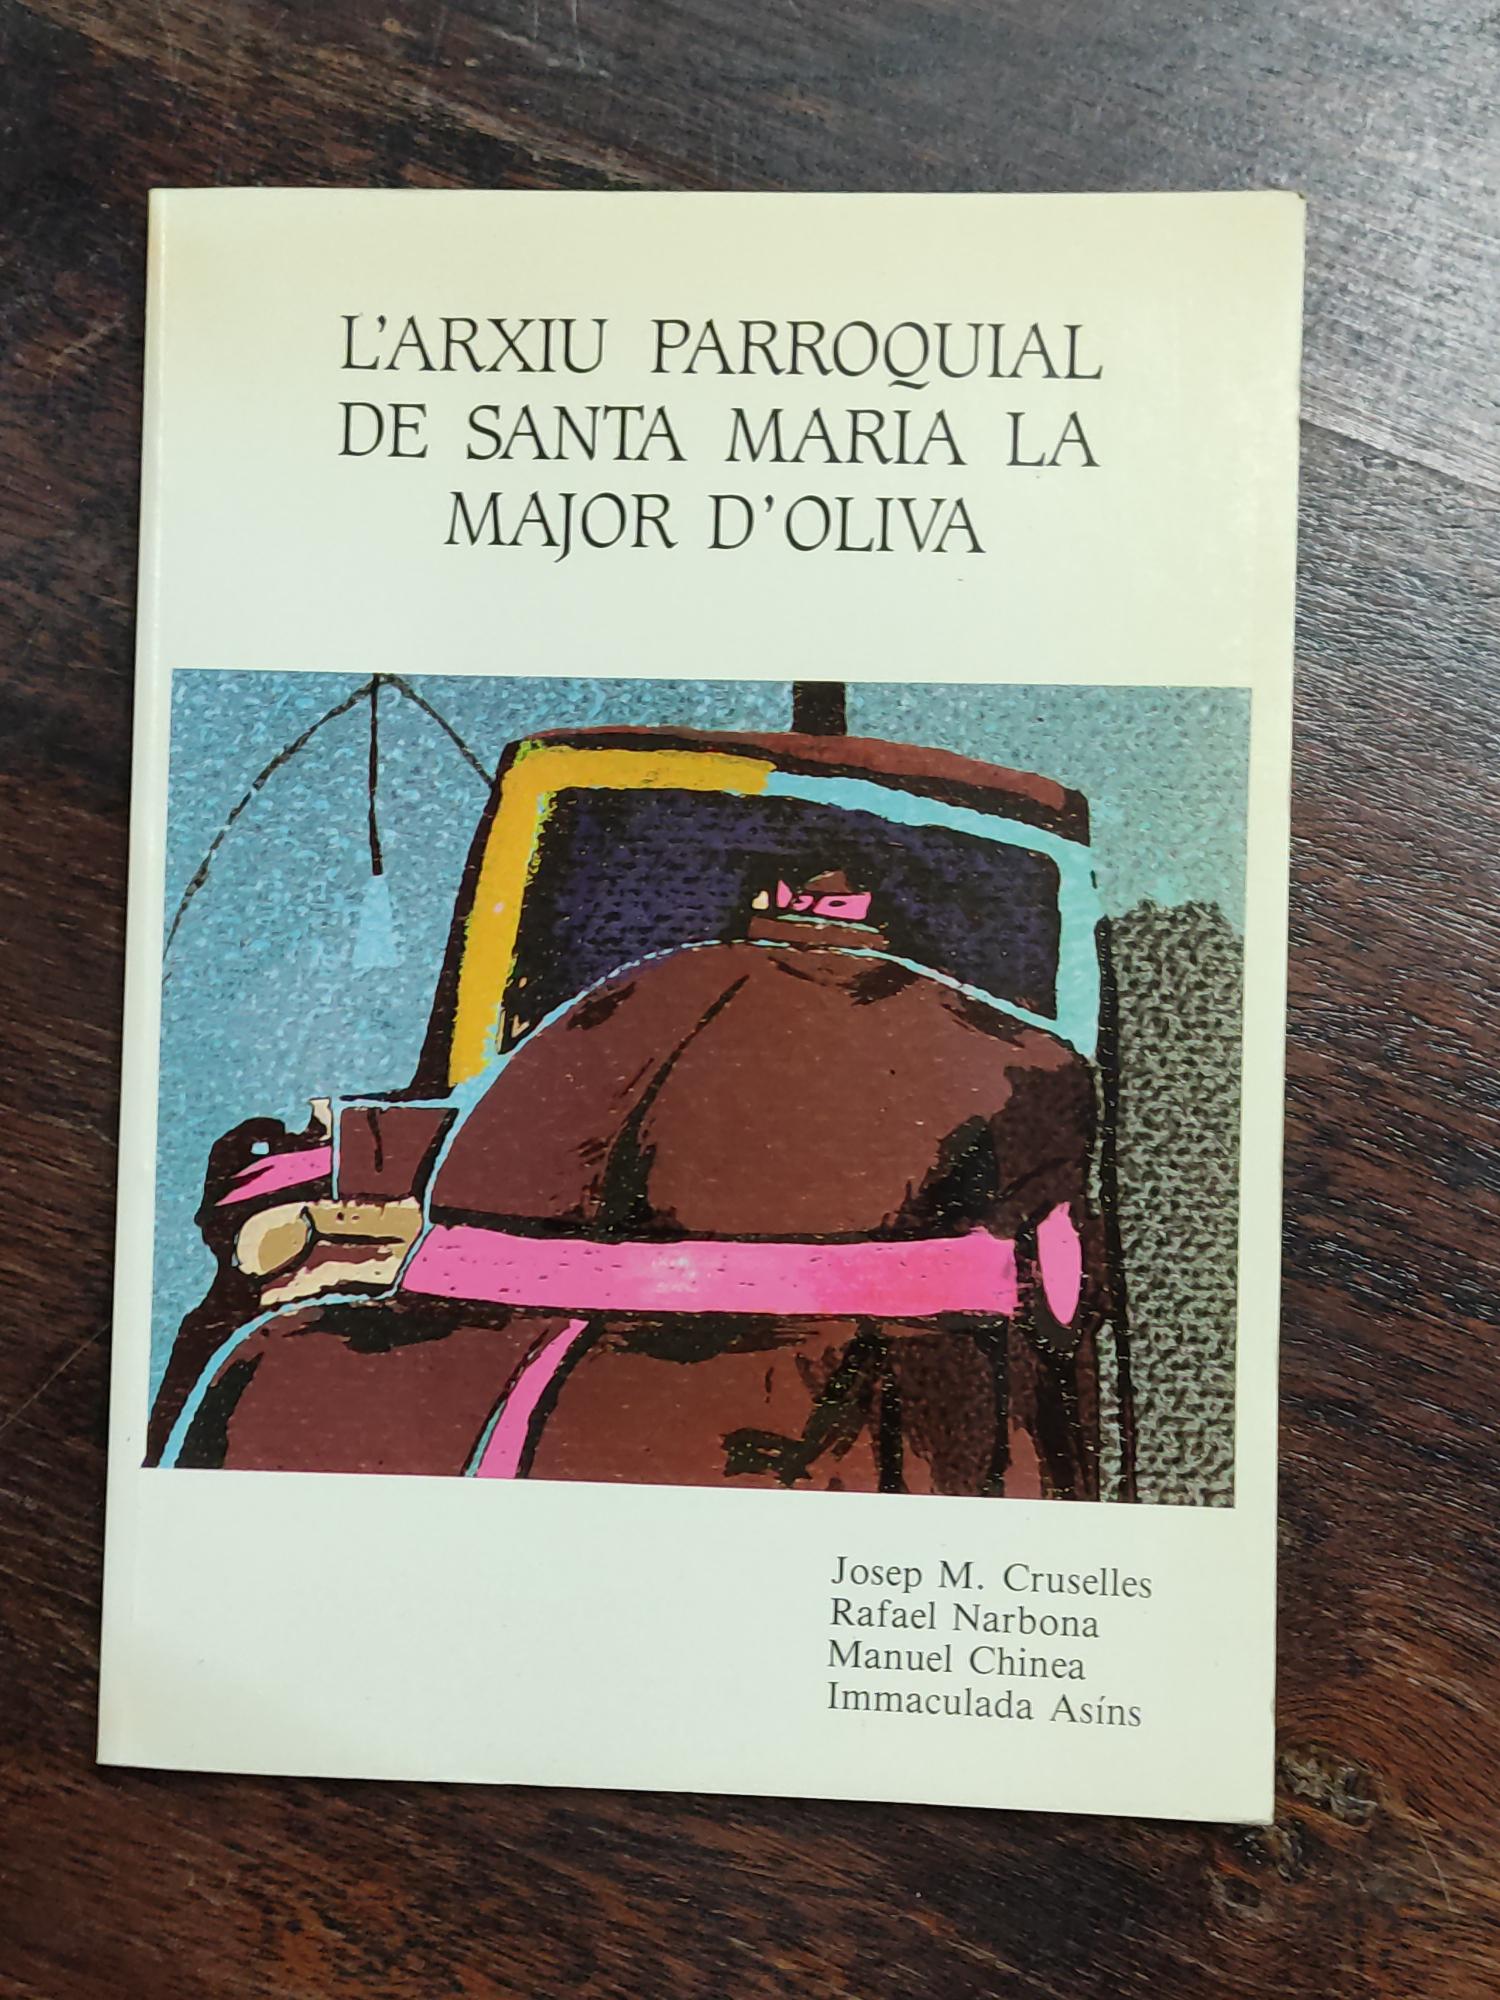 L'ARXIU PARROQUIAL
DE SANTA MARIA LA
MAJOR D'OLIVA
Josep M. Cruselles
Rafael Narbona
Manuel Chinea
Immaculada Asíns